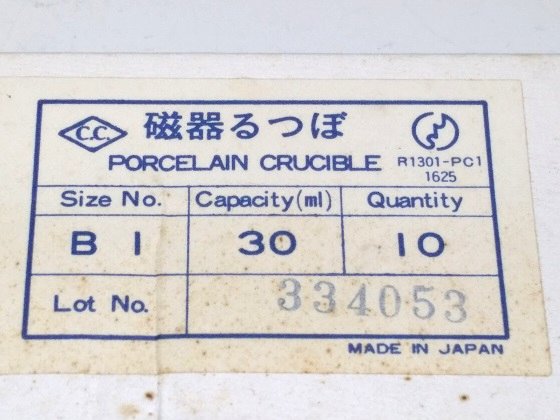 C.C. 磁器るつぼ
PORCELAIN CRUCIBLE
R1301-PC1
1625
Size No. Capacity(ml) Quantity
B 1 30 10
Lot No. 334053
MADE IN JAPAN